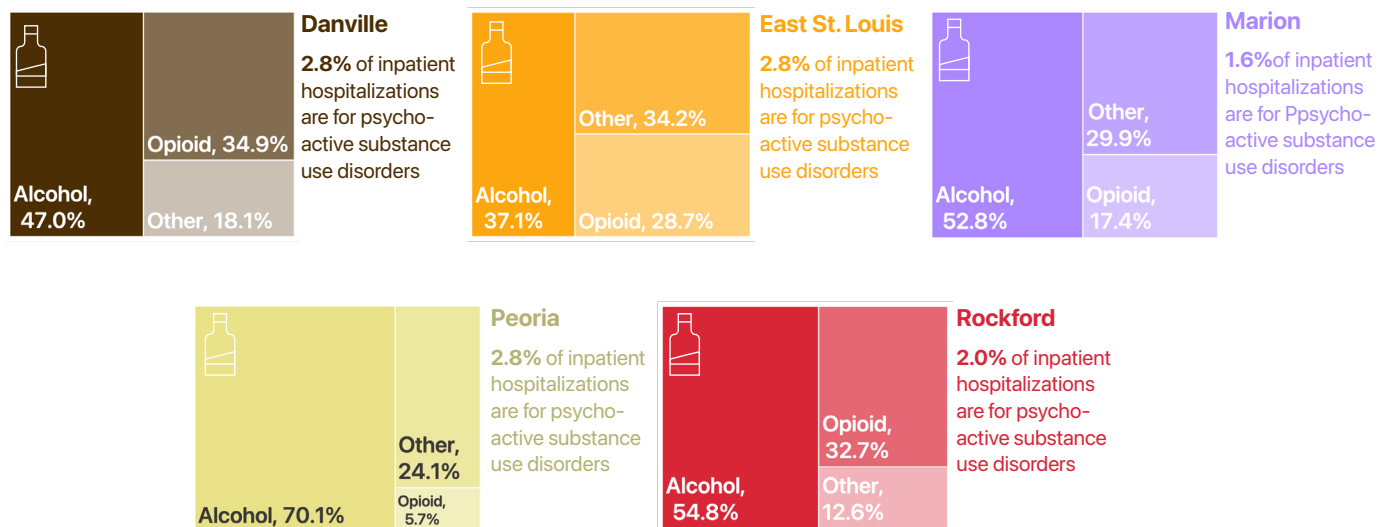 Danville
2.8% of inpatient
hospitalizations
are for psycho-
active substance
use disorders
Opioid, 34.9%
Alcohol,
47.0%
Other, 18.1%
East St. Louis
2.8% of inpatient
hospitalizations
are for psycho-
active substance
use disorders
Other, 34.2%
Alcohol,
37.1%
Opioid, 28.7%
Marion
1.6%of inpatient
hospitalizations
are for Ppsycho-
active substance
use disorders
Other,
29.9%
Alcohol,
52.8%
Opioid,
17.4%
Peoria
2.8% of inpatient
hospitalizations
are for psycho-
active substance
use disorders
Other,
24.1%
Alcohol, 70.1%
Opioid,
5.7%
Rockford
2.0% of inpatient
hospitalizations
are for psycho-
active substance
use disorders
Opioid,
32.7%
Alcohol,
54.8%
Other,
12.6%